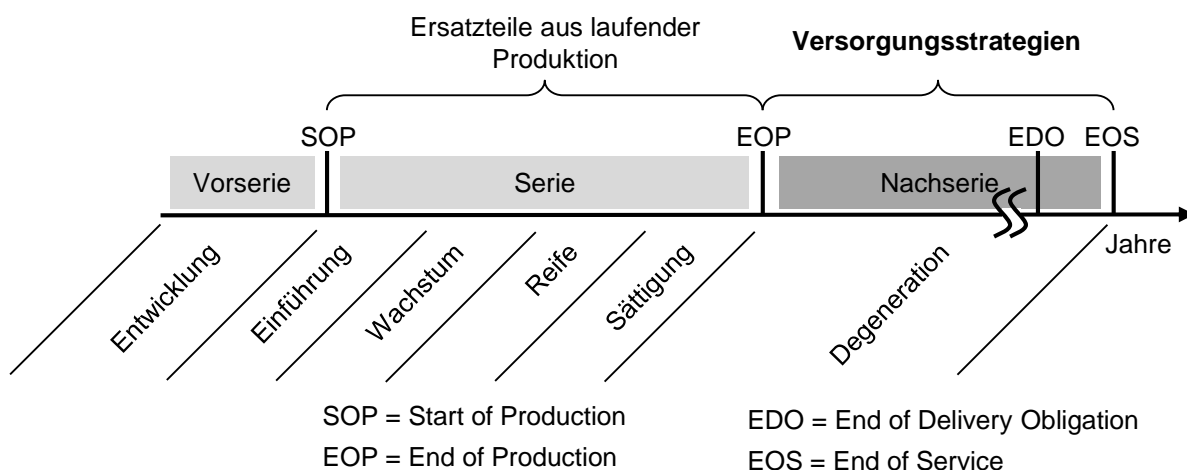 Ersatzteile aus laufender
Produktion
Versorgungsstrategien
SOP
EOP
EDO
EOS
Vorserie
Serie
Nachserie
Jahre
Entwicklung
Einführung
Wachstum
Reife
Sättigung
Degeneration
SOP = Start of Production
EOP = End of Production
EDO = End of Delivery Obligation
EOS = End of Service